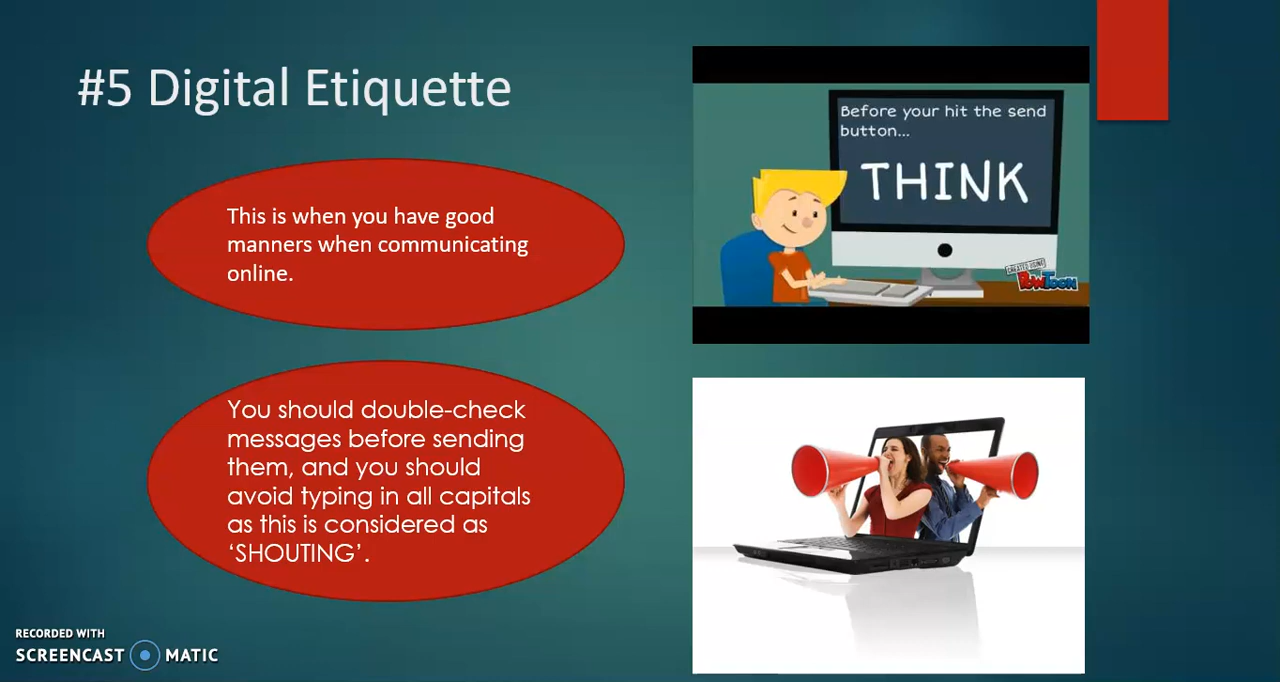 #5 Digital Etiquette
This is when you have good
manners when communicating
online.
You should double-check
messages before sending
them, and you should
avoid typing in all capitals
as this is considered as
‘SHOUTING’.
Before your hit the send
button...
THINK
CREATED USING
POWTOON
RECORDED WITH
SCREENCAST MATIC